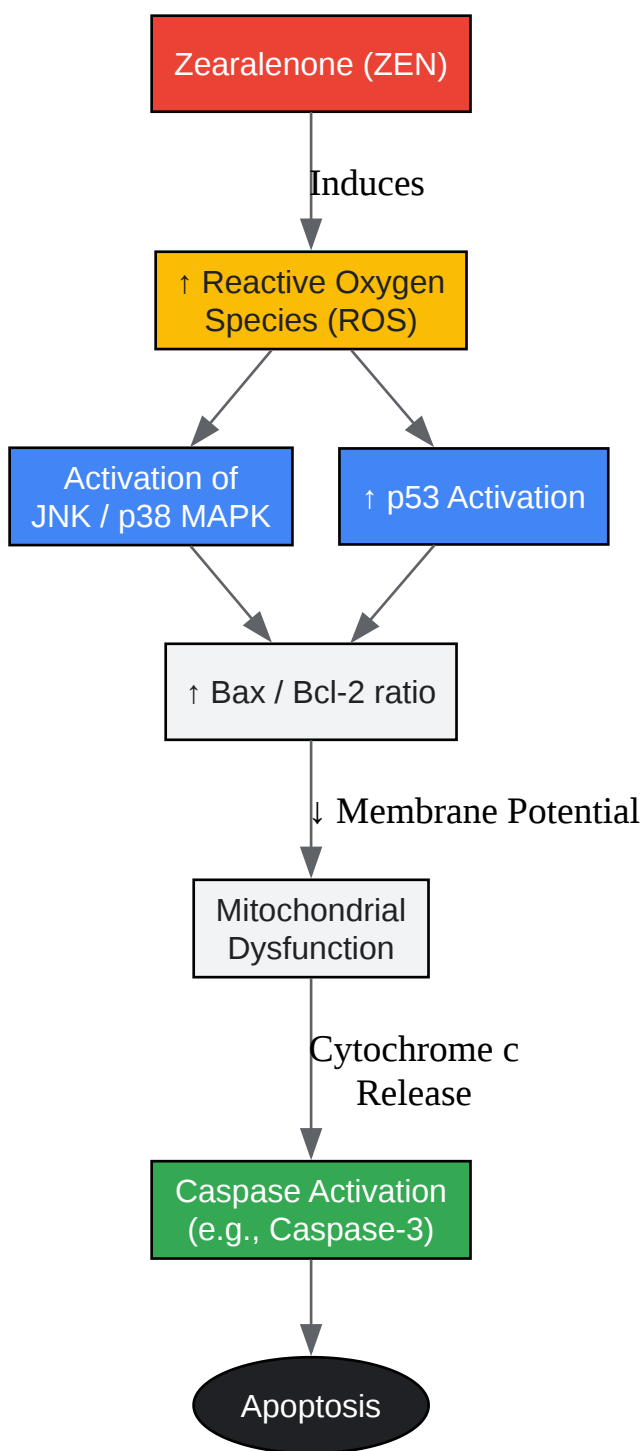 Zearalenone (ZEN)
Induces
↑ Reactive Oxygen
Species (ROS)
Activation of
JNK / p38 MAPK
↑ p53 Activation
↑ Bax / Bcl-2 ratio
↓ Membrane Potential
Mitochondrial
Dysfunction
Cytochrome c
Release
Caspase Activation
(e.g., Caspase-3)
Apoptosis